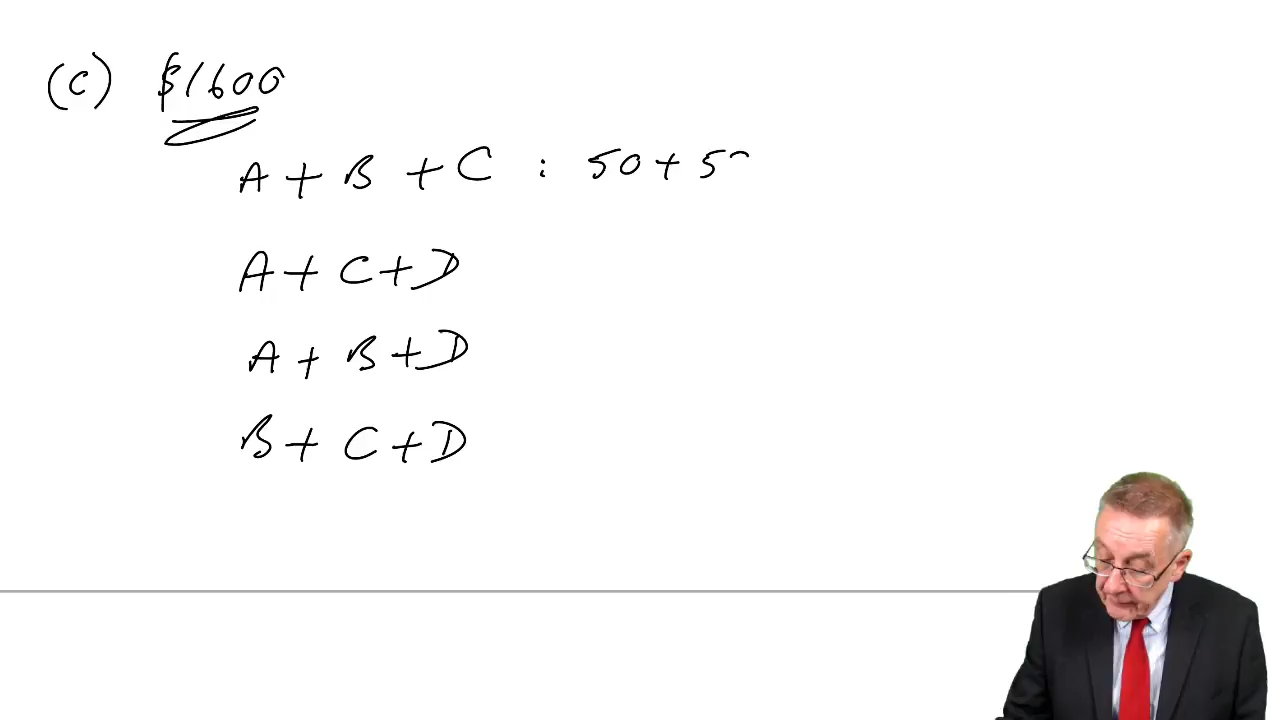 (C) $1600
A + B + C : 50 + 5
A + C + D
A + B + D
B + C + D